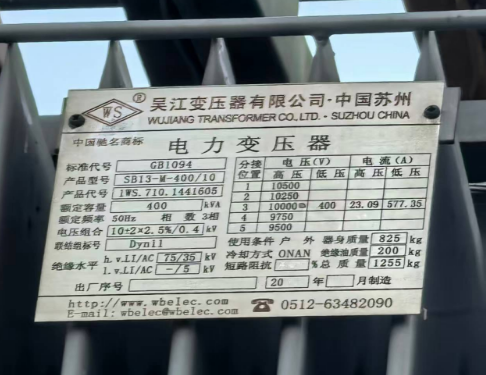 WS ® 吴江变压器有限公司·中国苏州
WUJIANG TRANSFORMER CO., LTD. - SUZHOU CHINA
中国驰名商标 电力变压器
标准代号 GB1094
产品型号 SB13-M-400/10
产品代号 1WS.710.1441605
额定容量 400 kVA
额定频率 50Hz 相数 3相
电压组合 10±2×2.5%/0.4 kV
联结组标号 Dyn11
绝缘水平 h.v.LI/AC 75/35 kV
l.v.LI/AC -/5 kV
分接位置 电压(V) 电流(A)
高压 低压 高压 低压
1 10500
2 10250
3 10000 400 23.09 577.35
4 9750
5 9500
使用条件 户外 器身质量 825 kg
冷却方式 ONAN 绝缘油质量 200 kg
短路阻抗 % 总质量 1255 kg
出厂序号 20 年 月制造
http://www.wbelec.com
E-mail: wbelec@wbelec.com ☎ 0512-63482090